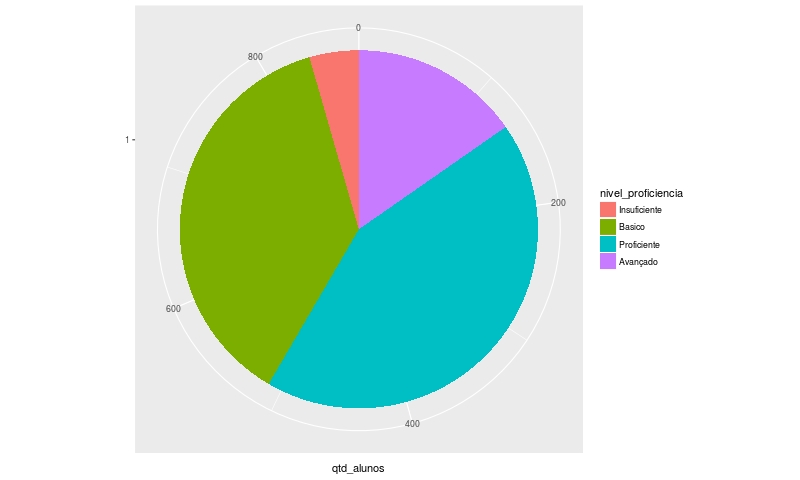 0
800
1
200
600
400
qtd_alunos
nivel_proficiencia
Insuficiente
Basico
Proficiente
Avançado